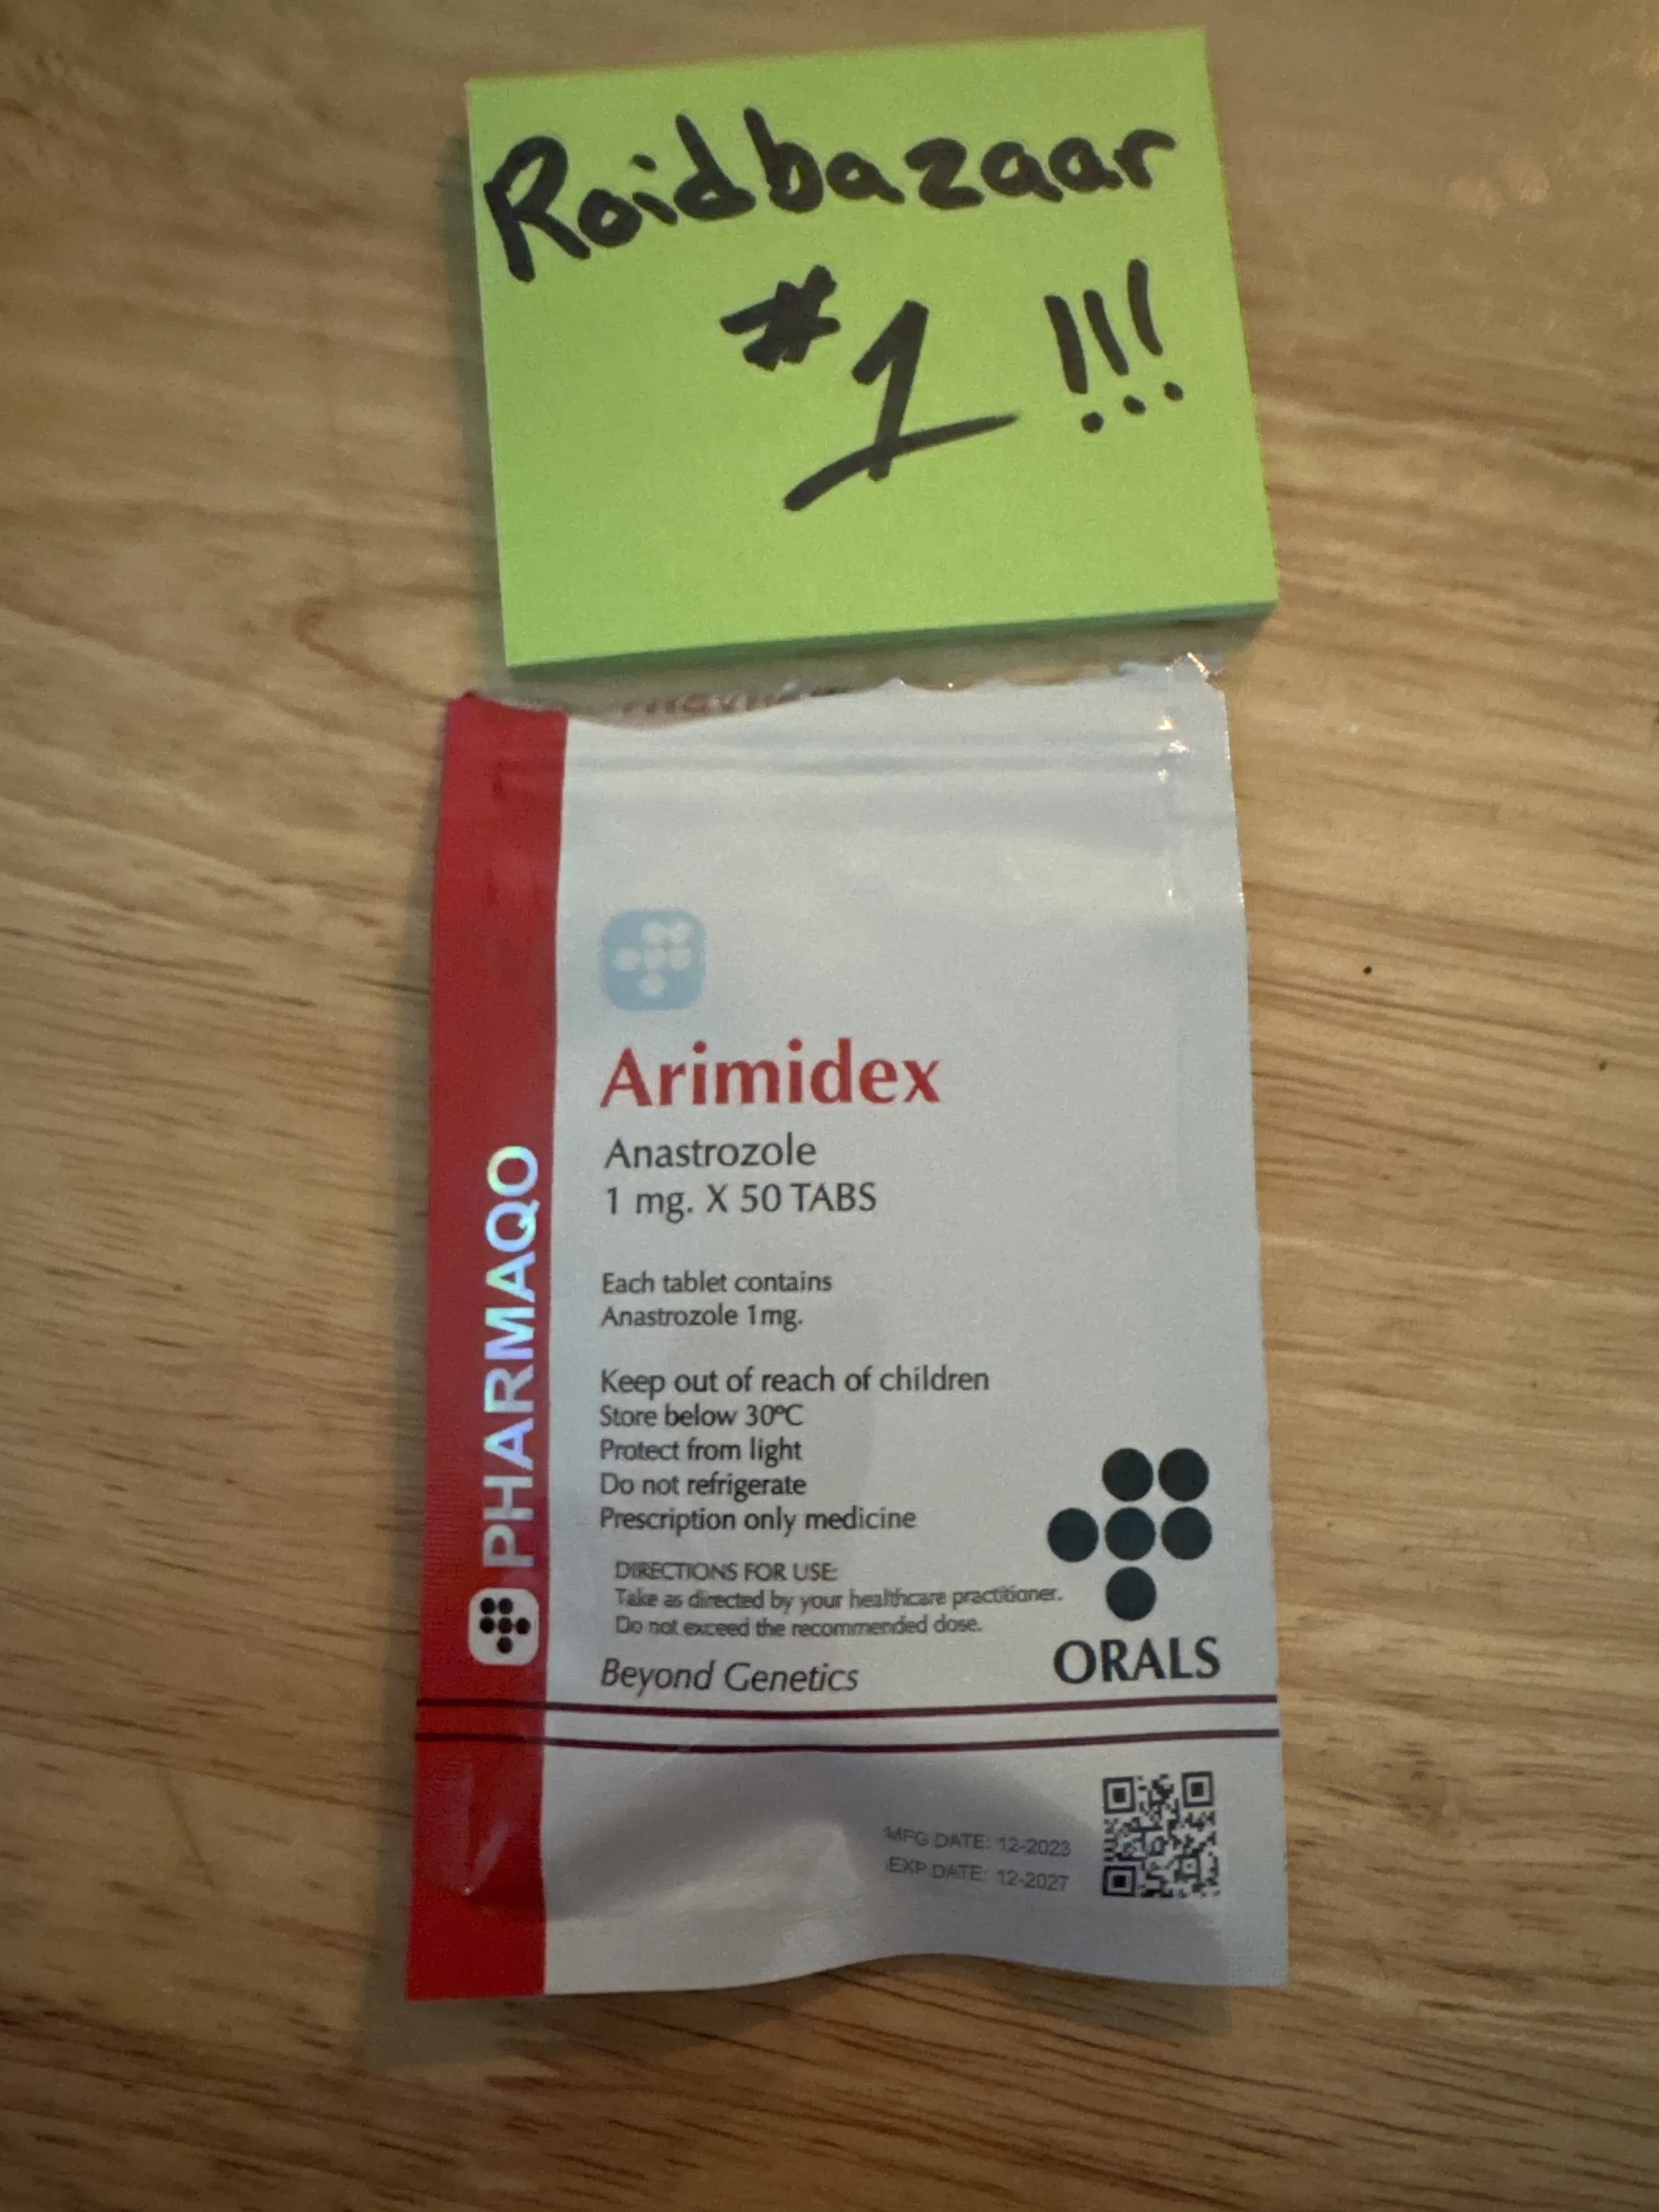 Roidbazaar
#1 !!!
PHARMAQO
Arimidex
Anastrozole
1 mg. X 50 TABS
Each tablet contains
Anastrozole 1mg.
Keep out of reach of children
Store below 30ºC
Protect from light
Do not refrigerate
Prescription only medicine
DIRECTIONS FOR USE:
Take as directed by your healthcare practitioner.
Do not exceed the recommended dose.
Beyond Genetics
ORALS
MFG DATE: 12-2023
EXP DATE: 12-2027